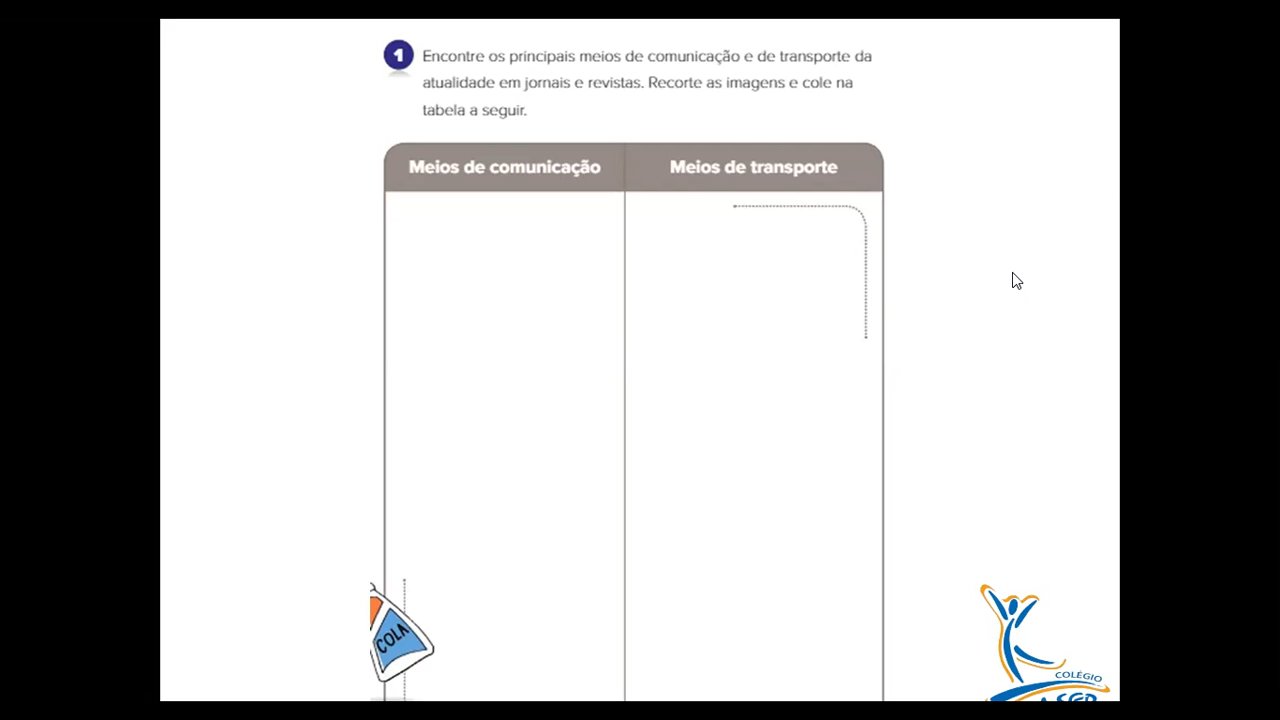 1
Encontre os principais meios de comunicação e de transporte da
atualidade em jornais e revistas. Recorte as imagens e cole na
tabela a seguir.
Meios de comunicação
Meios de transporte
COLA
COLÉGIO